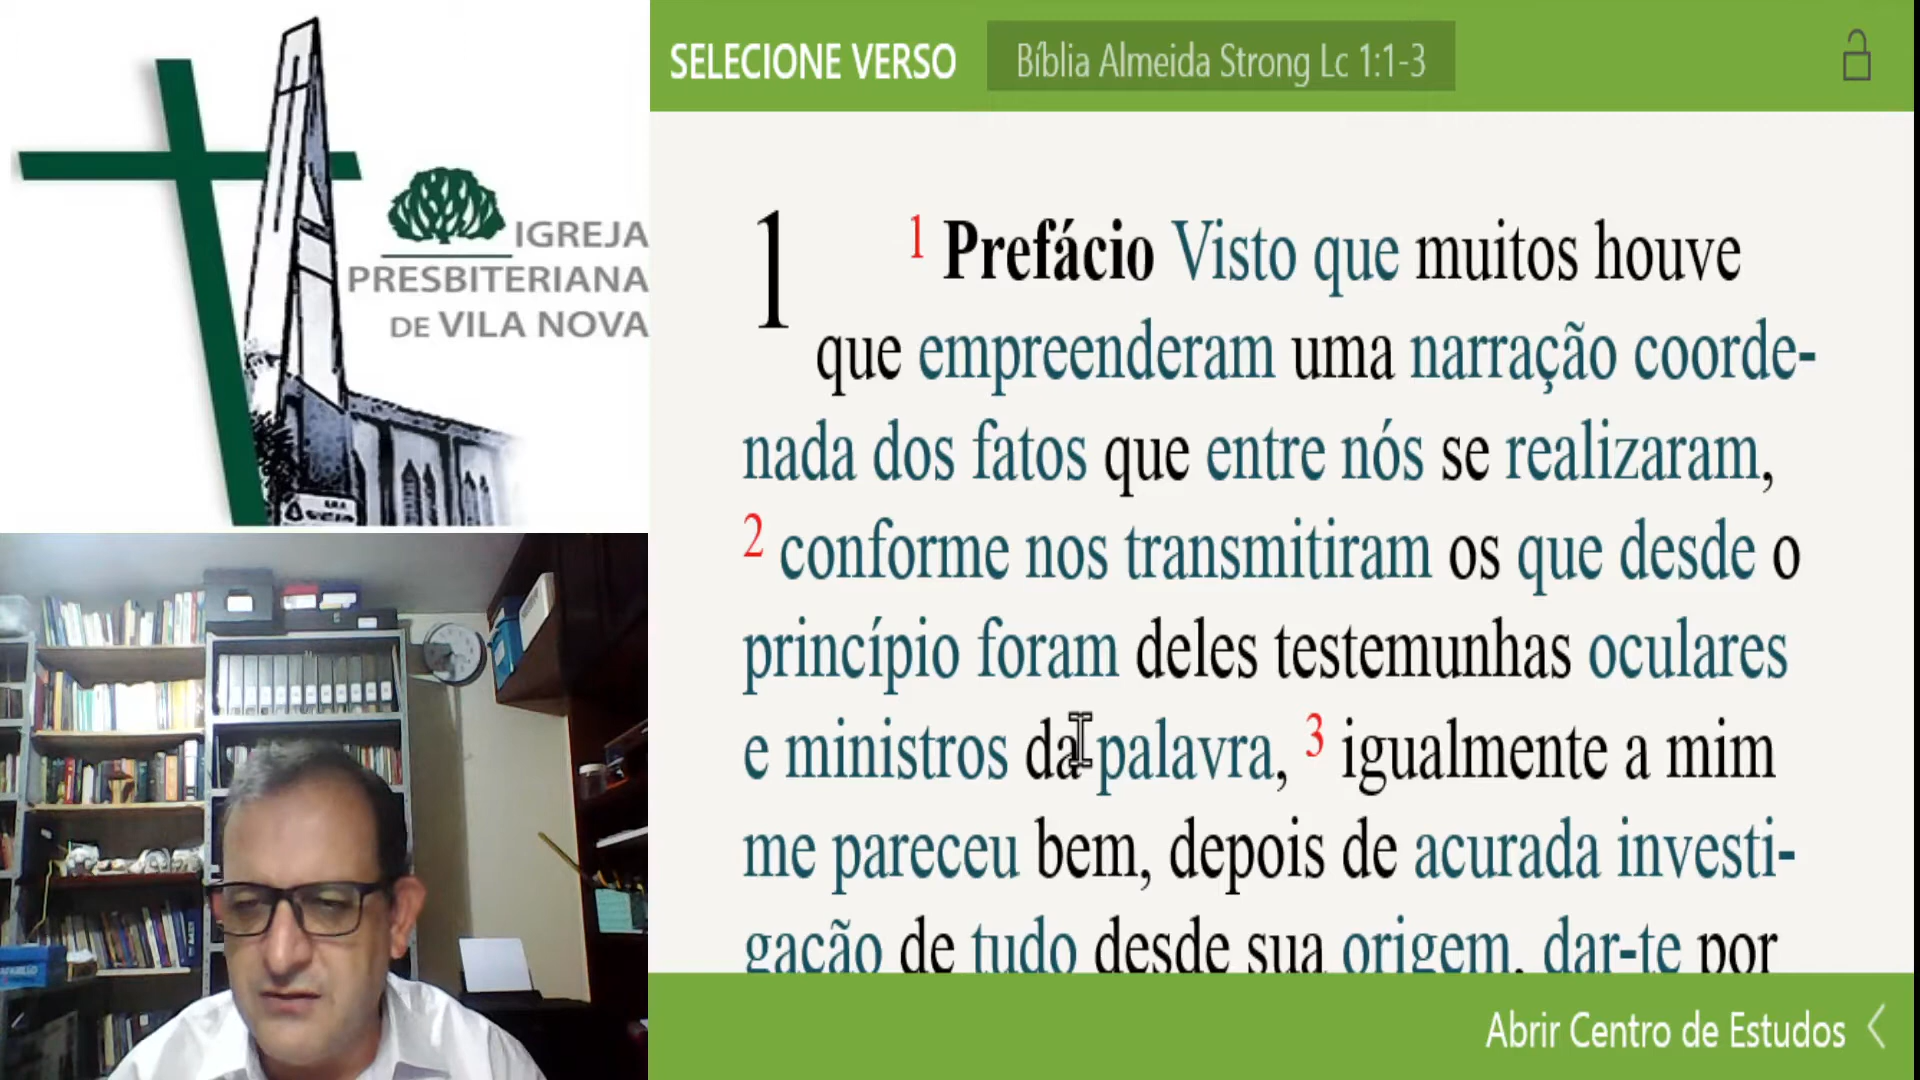 IGREJA
PRESBITERIANA
DE VILA NOVA
SELECIONE VERSO
Bíblia Almeida Strong Lc 1:1-3
1 1 Prefácio Visto que muitos houve
que empreenderam uma narração coorde-
nada dos fatos que entre nós se realizaram,
2 conforme nos transmitiram os que desde o
princípio foram deles testemunhas oculares
e ministros da palavra, 3 igualmente a mim
me pareceu bem, depois de acurada investi-
gação de tudo desde sua origem, dar-te por
Abrir Centro de Estudos